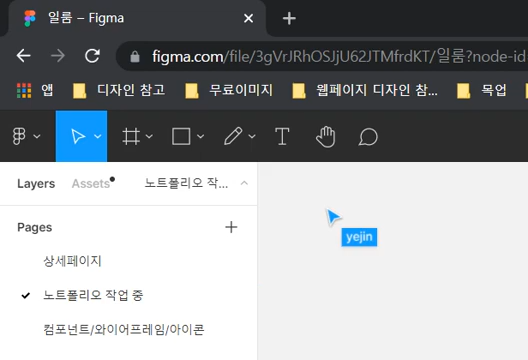 일룸 – Figma
figma.com/file/3gVrJRhOSJjU62JTMfrdKT/일룸?node-id
앱 디자인 참고 무료이미지 웹페이지 디자인 참... 목업
Layers Assets 노트폴리오 작...
Pages
상세페이지
노트폴리오 작업 중
컴포넌트/와이어프레임/아이콘
yejin